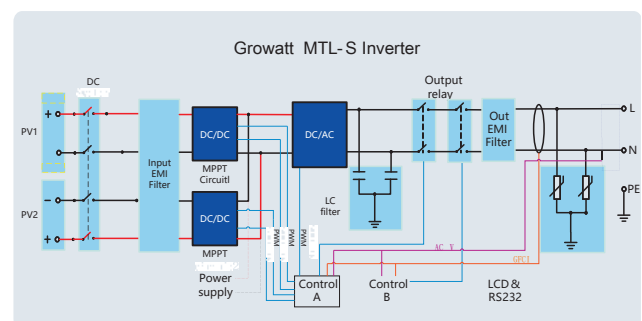 Growatt MTL-S Inverter
DC
Output
relay
PV1
PV2
+
−
+
Input
EMI
Filter
DC/DC
MPPT
Circuitl
DC/DC
MPPT
DC/AC
LC
filter
Out
EMI
Filter
L
N
PE
PWM
PWM
PWM
AC V
GFCI
Power
supply
Control
A
Control
B
LCD &
RS232